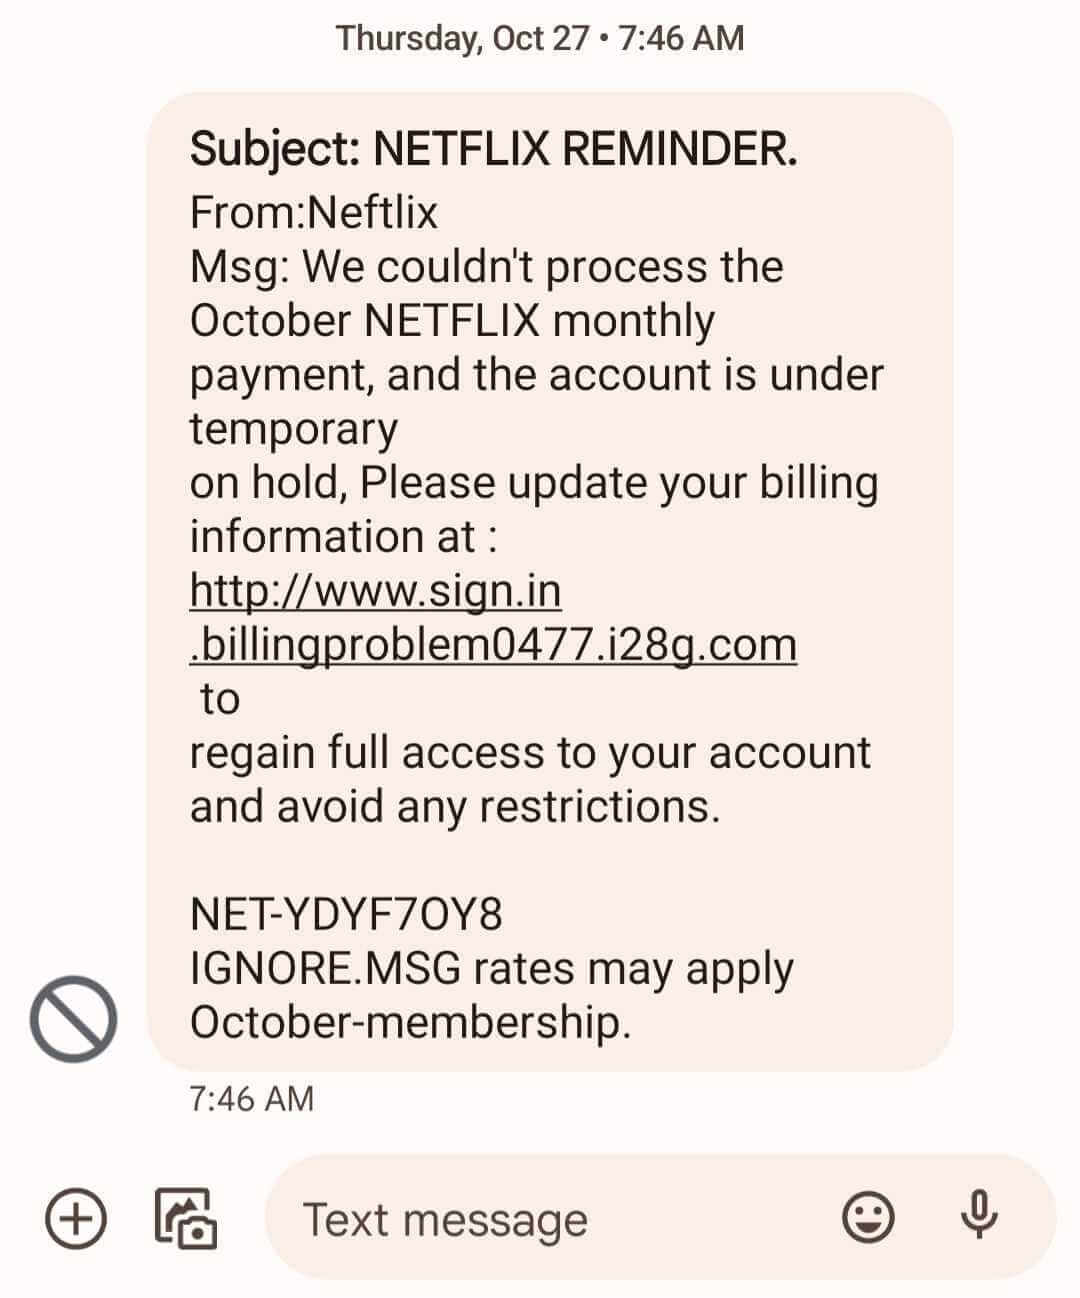 Thursday, Oct 27 • 7:46 AM
Subject: NETFLIX REMINDER.
From:Neftlix
Msg: We couldn't process the
October NETFLIX monthly
payment, and the account is under
temporary
on hold, Please update your billing
information at :
http://www.sign.in
.billingproblem0477.i28g.com
to
regain full access to your account
and avoid any restrictions.
NET-YDYF7OY8
IGNORE.MSG rates may apply
October-membership.
7:46 AM
Text message